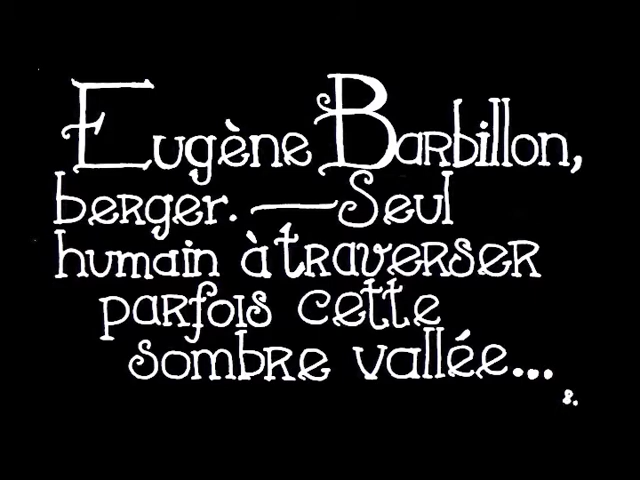 Eugène Barbillon,
berger. — Seul
humain à traverser
parfois cette
sombre vallée...
8.